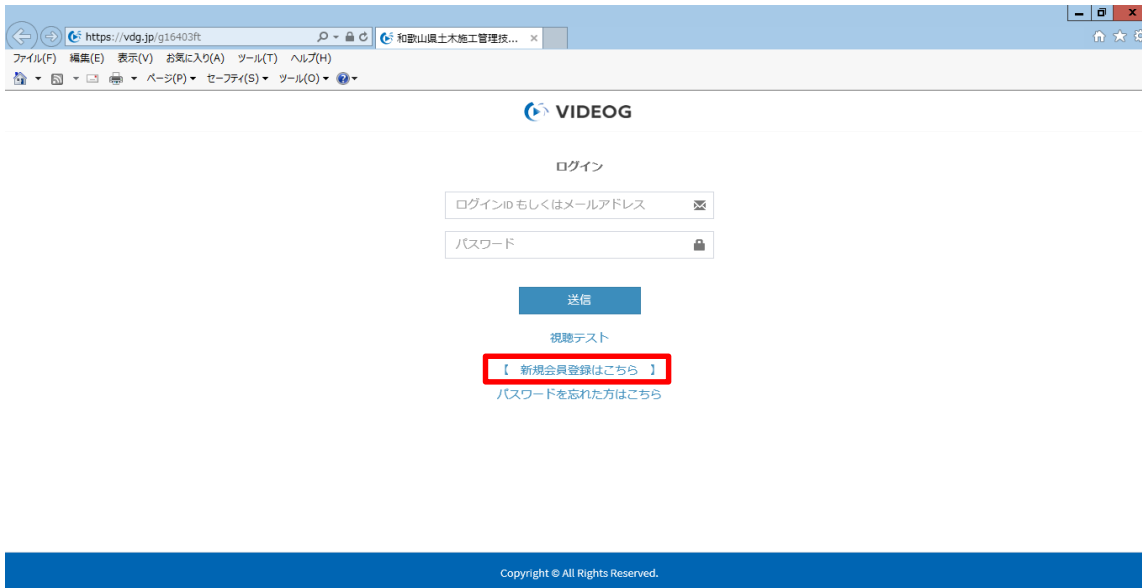 https://vdg.jp/g16403ft
和歌山県土木施工管理技...
ファイル(F) 編集(E) 表示(V) お気に入り(A) ツール(T) ヘルプ(H)
ページ(P) セーフティ(S) ツール(O)
VIDEOG
ログイン
ログインID もしくはメールアドレス
パスワード
送信
視聴テスト
【 新規会員登録はこちら 】
パスワードを忘れた方はこちら
Copyright © All Rights Reserved.